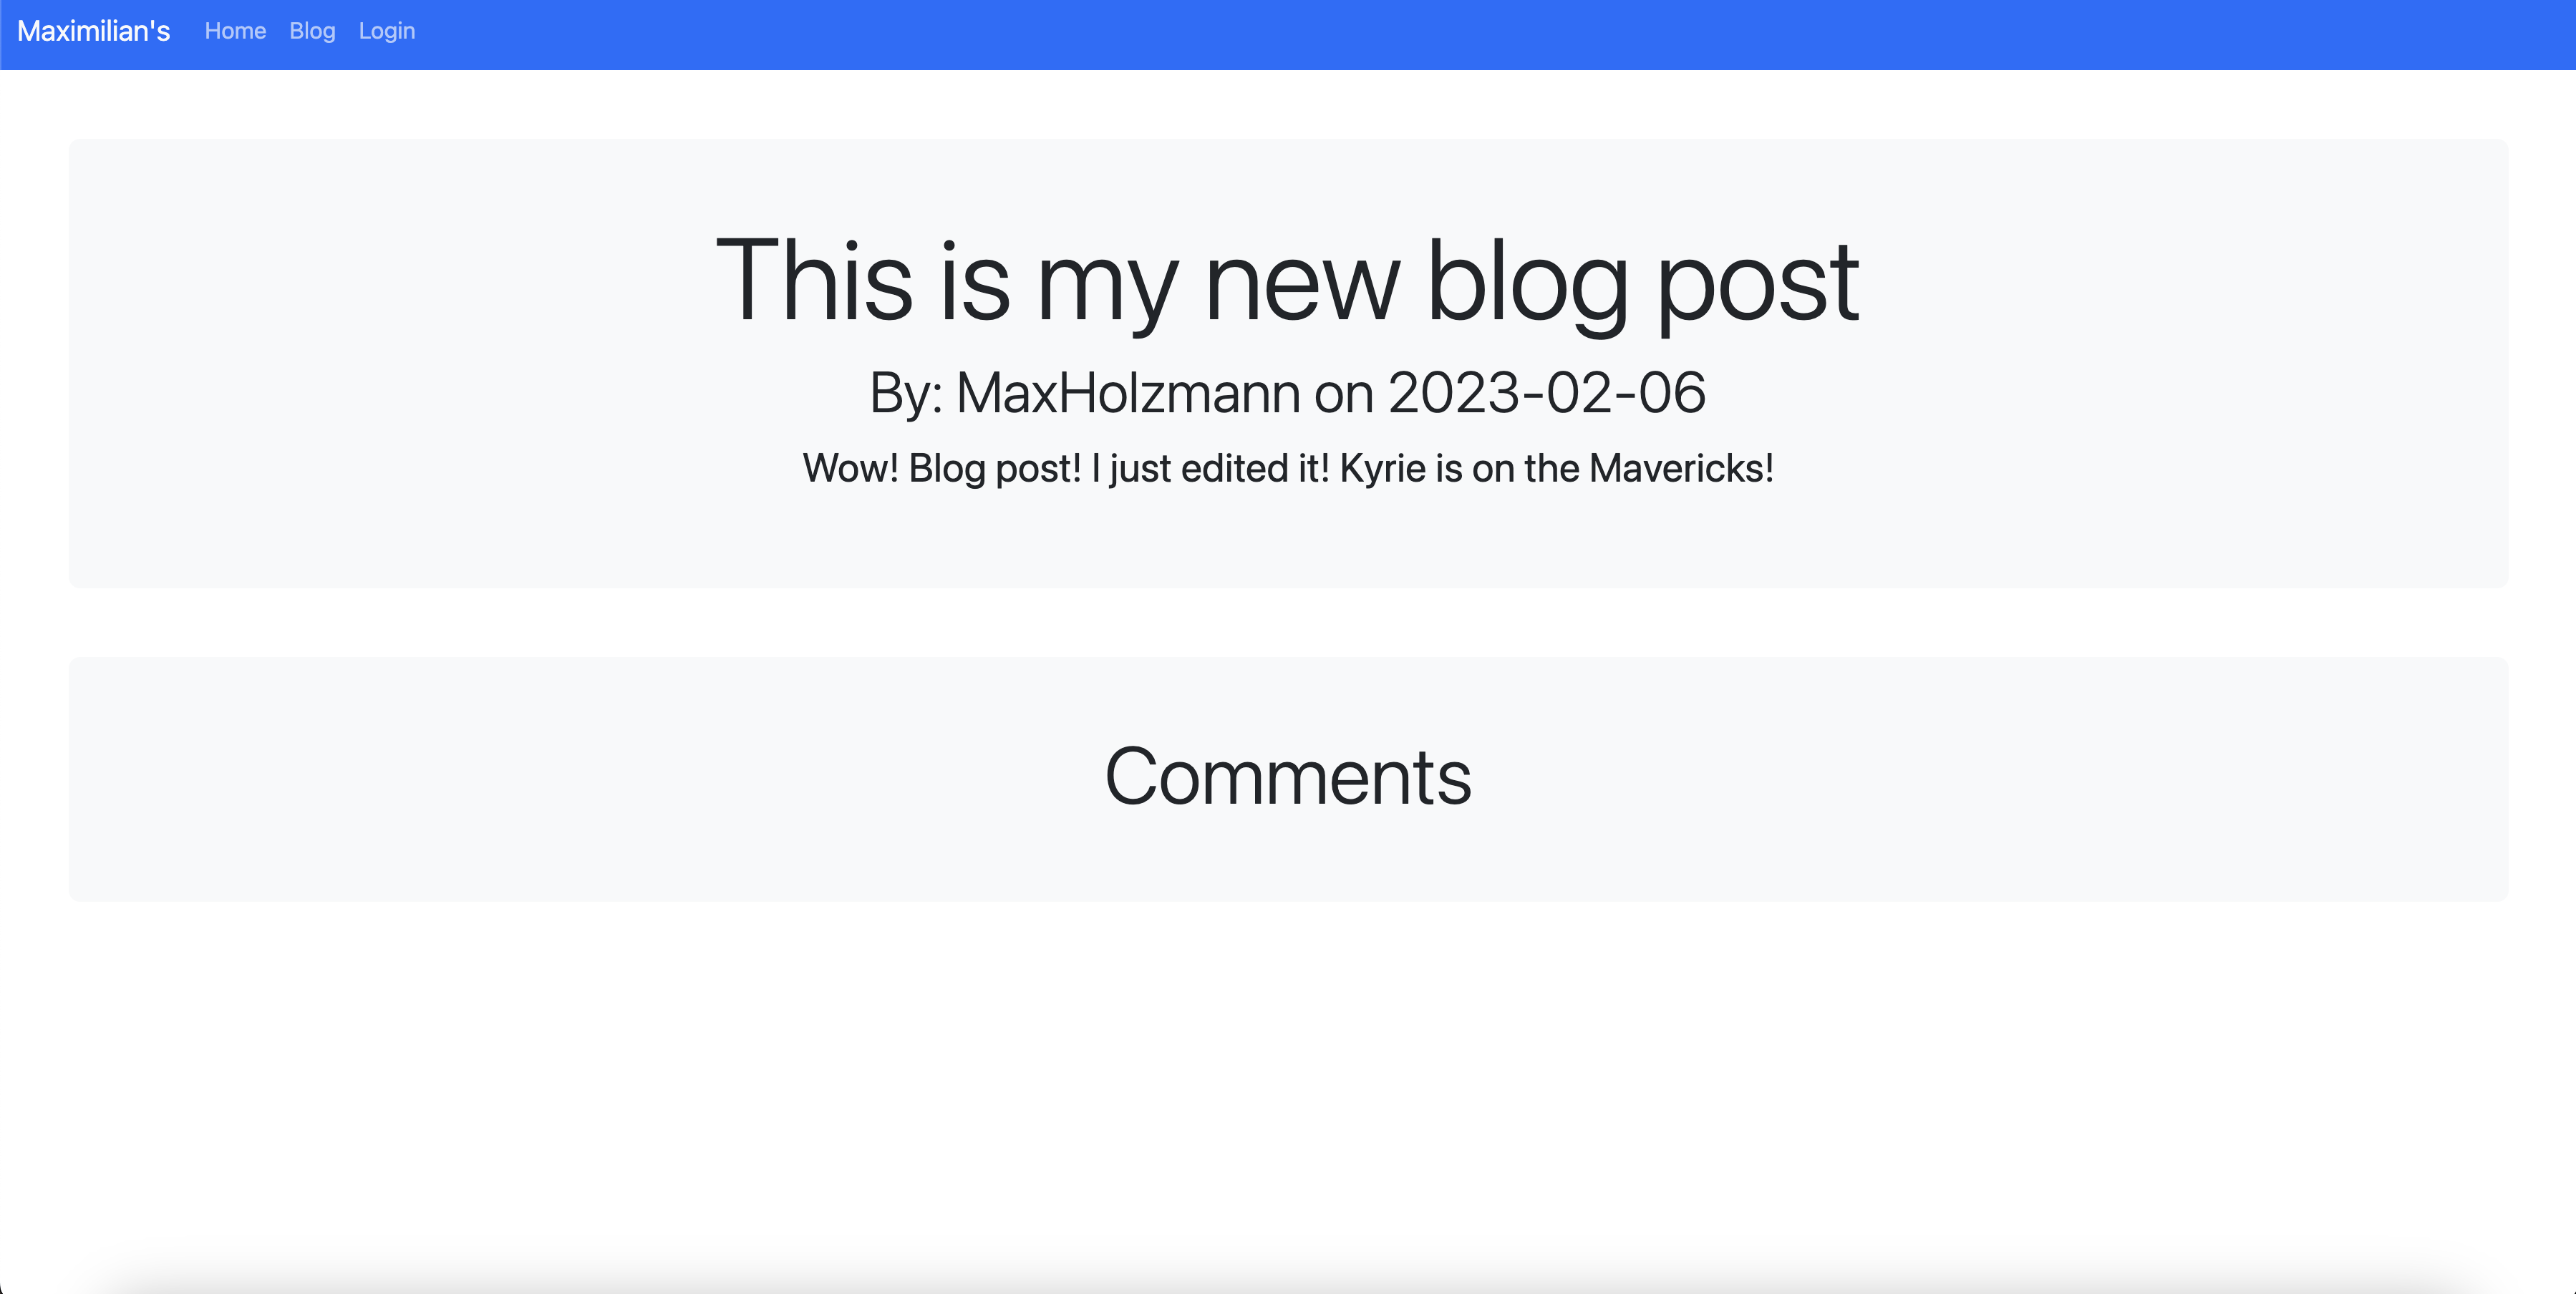 Maximilian's Home Blog Login
This is my new blog post
By: MaxHolzmann on 2023-02-06
Wow! Blog post! I just edited it! Kyrie is on the Mavericks!
Comments